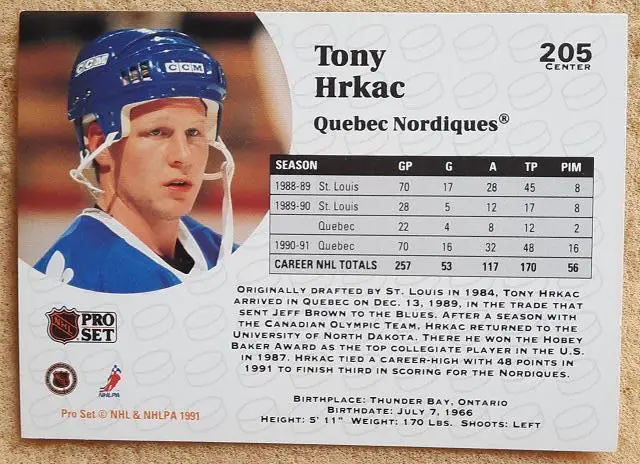 CCM
CCM
Tony
Hrkac
205
CENTER
Quebec Nordiques®
SEASON GP G A TP PIM
1988-89 St. Louis 70 17 28 45 8
1989-90 St. Louis 28 5 12 17 8
Quebec 22 4 8 12 2
1990-91 Quebec 70 16 32 48 16
CAREER NHL TOTALS 257 53 117 170 56
ORIGINALLY DRAFTED BY ST. LOUIS IN 1984, TONY HRKAC
ARRIVED IN QUEBEC ON DEC. 13, 1989, IN THE TRADE THAT
SENT JEFF BROWN TO THE BLUES. AFTER A SEASON WITH
THE CANADIAN OLYMPIC TEAM, HRKAC RETURNED TO THE
UNIVERSITY OF NORTH DAKOTA. THERE HE WON THE HOBEY
BAKER AWARD AS THE TOP COLLEGIATE PLAYER IN THE U.S.
IN 1987. HRKAC TIED A CAREER-HIGH WITH 48 POINTS IN
1991 TO FINISH THIRD IN SCORING FOR THE NORDIQUES.
BIRTHPLACE: THUNDER BAY, ONTARIO
BIRTHDATE: JULY 7, 1966
HEIGHT: 5' 11" WEIGHT: 170 LBS. SHOOTS: LEFT
NHL PRO
SET
NHLPA
Pro Set © NHL & NHLPA 1991